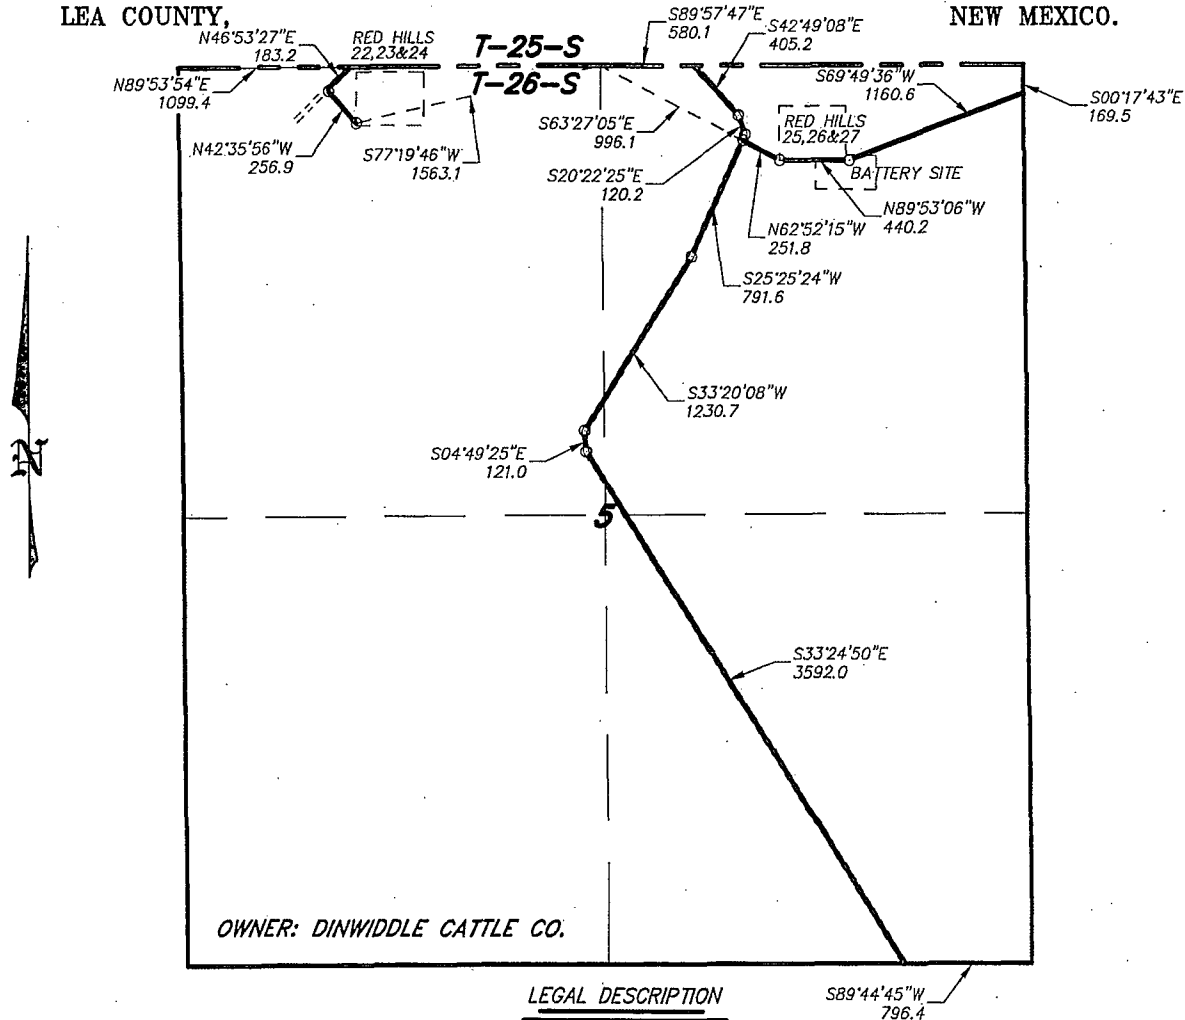 LEA COUNTY,
NEW MEXICO.
S89°57'47"E
580.1
S42°49'08"E
405.2
N46°53'27"E
183.2
RED HILLS
22,23&24
T-25-S
T-26-S
S69°49'36"W
1160.6
N89°53'54"E
1099.4
S00°17'43"E
169.5
S63°27'05"E
996.1
RED HILLS
25,26&27
N42°35'56"W
256.9
S77°19'46"W
1563.1
S20°22'25"E
120.2
BATTERY SITE
N89°53'06"W
440.2
N62°52'15"W
251.8
S25°25'24"W
791.6
S33°20'08"W
1230.7
N
S04°49'25"E
121.0
5
S33°24'50"E
3592.0
OWNER: DINWIDDLE CATTLE CO.
LEGAL DESCRIPTION
S89°44'45"W
796.4